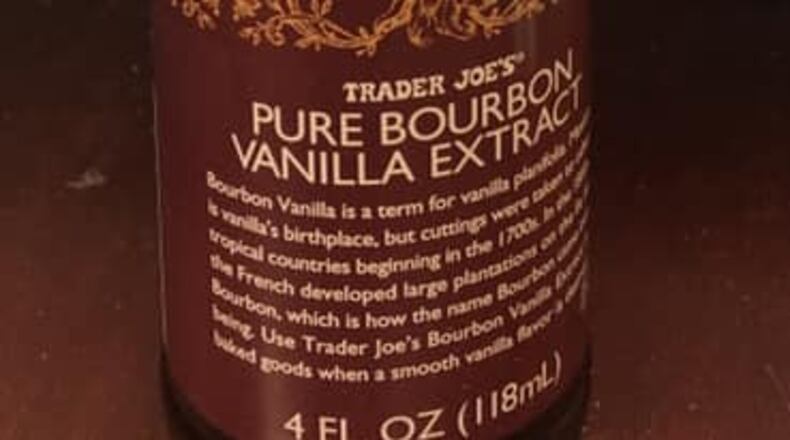 TRADER JOE'S®
PURE BOURBON
VANILLA EXTRACT
Bourbon Vanilla is a term for vanilla planifolia.
is vanilla's birthplace, but cuttings were taken to
tropical countries beginning in the 1700s. In the
the French developed large plantations on the
Bourbon, which is how the name Bourbon
being. Use Trader Joe's Bourbon Vanilla
baked goods when a smooth vanilla flavor
4 FL OZ (118mL)